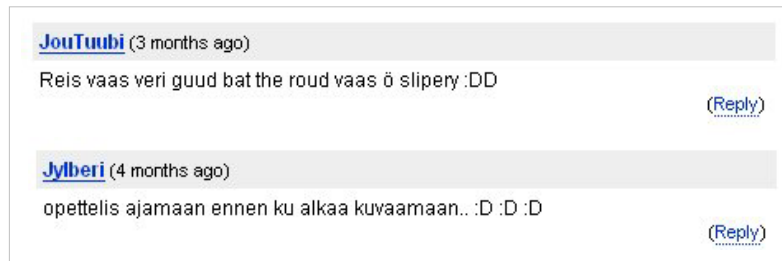 JouTuubi (3 months ago)
Reis vaas veri guud bat the roud vaas ö slipery :DD
(Reply)
Jylberi (4 months ago)
opettelis ajamaan ennen ku alkaa kuvaamaan.. :D :D :D
(Reply)